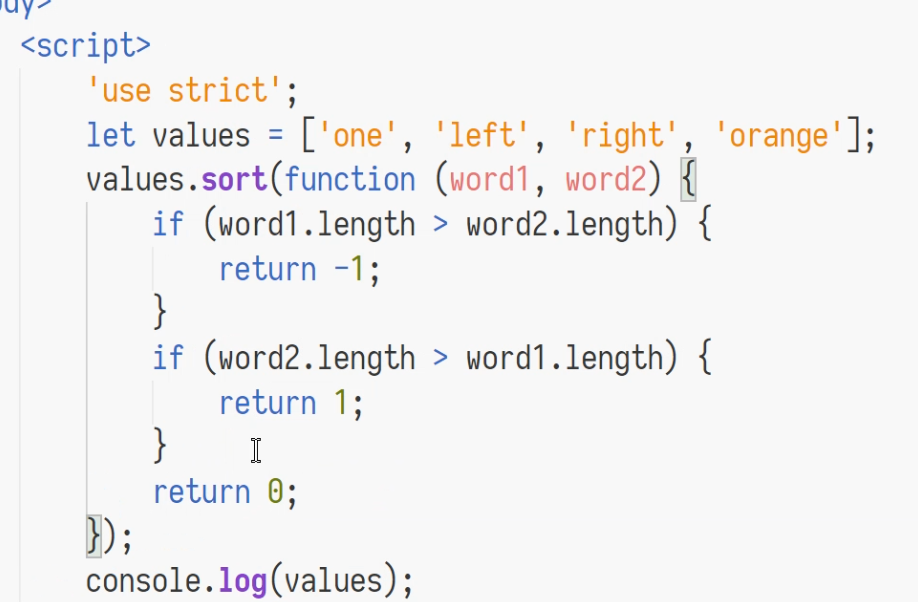 ody>
<script>
'use strict';
let values = ['one', 'left', 'right', 'orange'];
values.sort(function (word1, word2) {
if (word1.length > word2.length) {
return -1;
}
if (word2.length > word1.length) {
return 1;
}
return 0;
});
console.log(values);